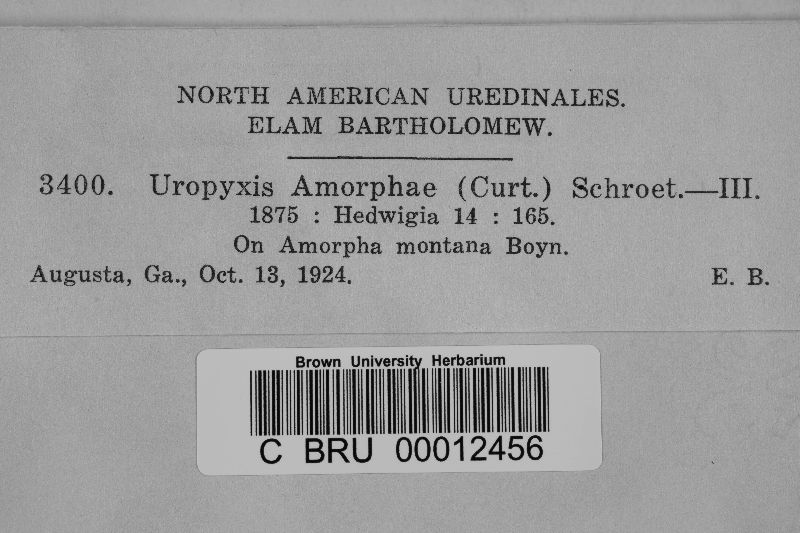 NORTH AMERICAN UREDINALES.
ELAM BARTHOLOMEW.
3400. Uropyxis Amorphae (Curt.) Schroet.—III.
1875 : Hedwigia 14 : 165.
On Amorpha montana Boyn.
Augusta, Ga., Oct. 13, 1924. E. B.
Brown University Herbarium
C BRU 00012456